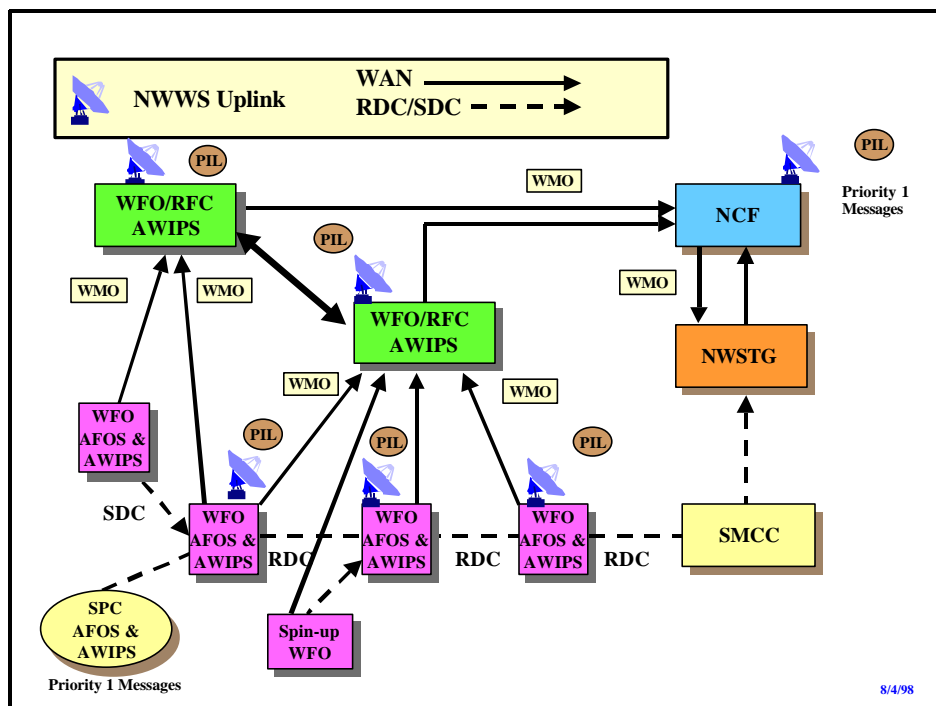 NWWS Uplink
WAN
RDC/SDC
PIL
PIL
WMO
Priority 1
Messages
WFO/RFC
AWIPS
NCF
PIL
WMO
WMO
WMO
WFO/RFC
AWIPS
NWSTG
WMO
WMO
WFO
AFOS &
AWIPS
PIL
PIL
PIL
SDC
WFO
AFOS &
AWIPS
RDC
WFO
AFOS &
AWIPS
RDC
WFO
AFOS &
AWIPS
RDC
SMCC
SPC
AFOS &
AWIPS
Spin-up
WFO
Priority 1 Messages
8/4/98